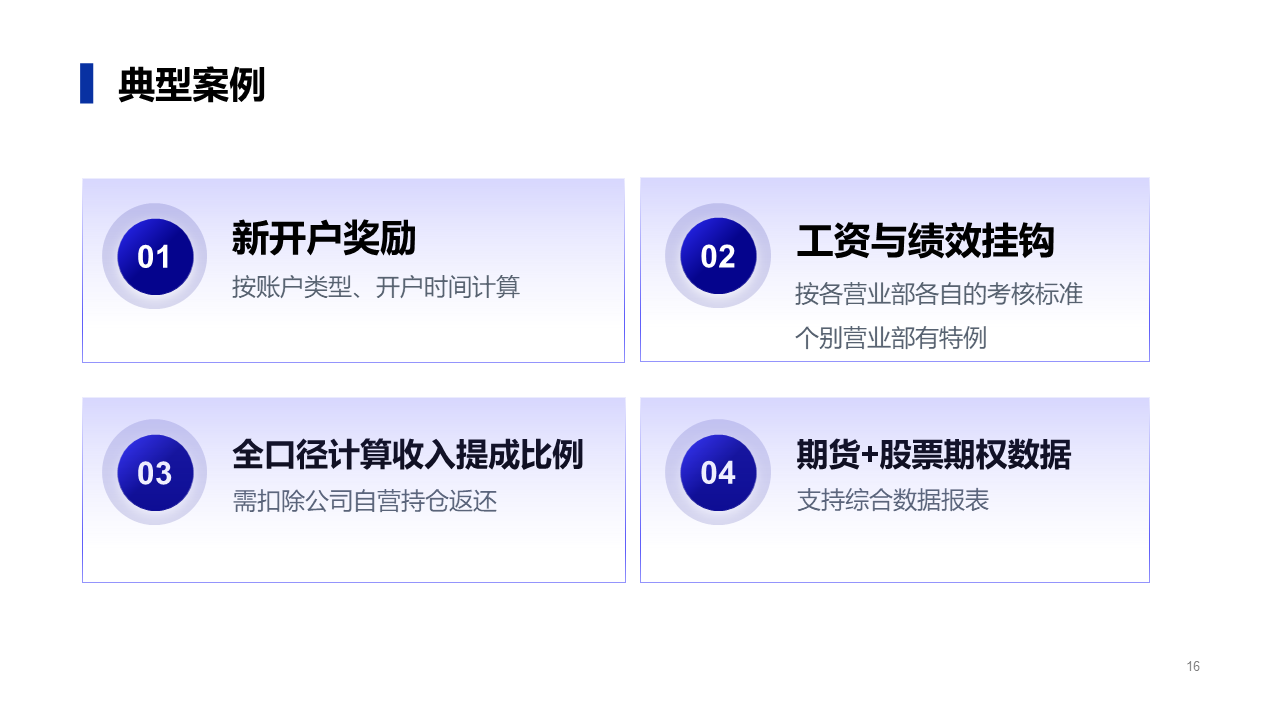 典型案例
01
新开户奖励
按账户类型、开户时间计算
02
工资与绩效挂钩
按各营业部各自的考核标准
个别营业部有特例
03
全口径计算收入提成比例
需扣除公司自营持仓返还
04
期货+股票期权数据
支持综合数据报表
16